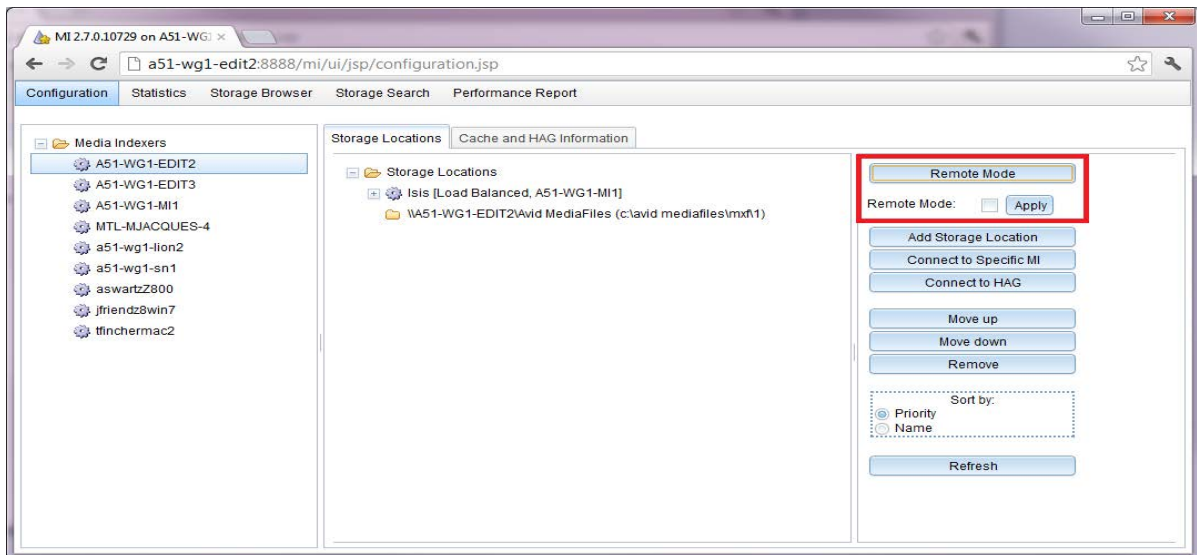 MI 2.7.0.10729 on A51-WG1
a51-wg1-edit2:8888/mi/ui/jsp/configuration.jsp
Configuration Statistics Storage Browser Storage Search Performance Report
Media Indexers
A51-WG1-EDIT2
A51-WG1-EDIT3
A51-WG1-MI1
MTL-MJACQUES-4
a51-wg1-lion2
a51-wg1-sn1
aswartzZ800
jfriendz8win7
tfinchermac2
Storage Locations Cache and HAG Information
Storage Locations
Isis [Load Balanced, A51-WG1-MI1]
\\A51-WG1-EDIT2\Avid MediaFiles (c:\avid mediafiles\mxf\1)
Remote Mode
Remote Mode: Apply
Add Storage Location
Connect to Specific MI
Connect to HAG
Move up
Move down
Remove
Sort by:
Priority
Name
Refresh